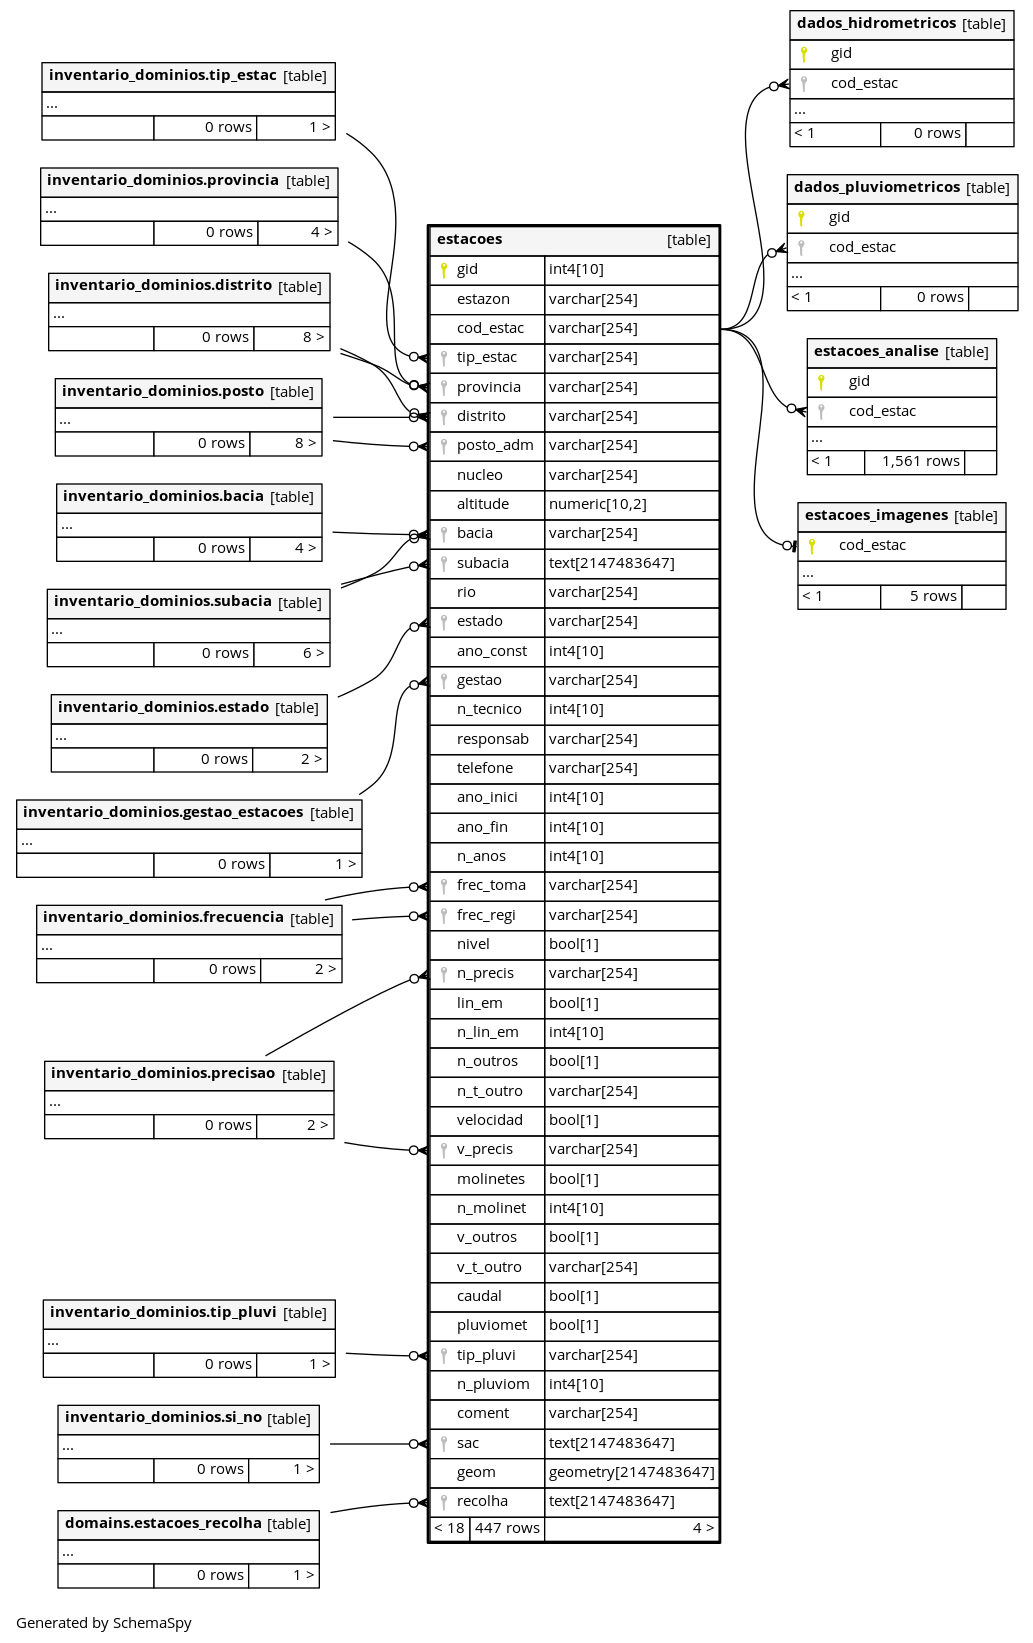 inventario_dominios.tip_estac [table]
...
0 rows 1 >
inventario_dominios.provincia [table]
...
0 rows 4 >
inventario_dominios.distrito [table]
...
0 rows 8 >
inventario_dominios.posto [table]
...
0 rows 8 >
inventario_dominios.bacia [table]
...
0 rows 4 >
inventario_dominios.subacia [table]
...
0 rows 6 >
inventario_dominios.estado [table]
...
0 rows 2 >
inventario_dominios.gestao_estacoes [table]
...
0 rows 1 >
inventario_dominios.frecuencia [table]
...
0 rows 2 >
inventario_dominios.precisao [table]
...
0 rows 2 >
inventario_dominios.tip_pluvi [table]
...
0 rows 1 >
inventario_dominios.si_no [table]
...
0 rows 1 >
domains.estacoes_recolha [table]
...
0 rows 1 >
estacoes [table]
gid int4[10]
estazon varchar[254]
cod_estac varchar[254]
tip_estac varchar[254]
provincia varchar[254]
distrito varchar[254]
posto_adm varchar[254]
nucleo varchar[254]
altitude numeric[10,2]
bacia varchar[254]
subacia text[2147483647]
rio varchar[254]
estado varchar[254]
ano_const int4[10]
gestao varchar[254]
n_tecnico int4[10]
responsab varchar[254]
telefone varchar[254]
ano_inici int4[10]
ano_fin int4[10]
n_anos int4[10]
frec_toma varchar[254]
frec_regi varchar[254]
nivel bool[1]
n_precis varchar[254]
lin_em bool[1]
n_lin_em int4[10]
n_outros bool[1]
n_t_outro varchar[254]
velocidad bool[1]
v_precis varchar[254]
molinetes bool[1]
n_molinet int4[10]
v_outros bool[1]
v_t_outro varchar[254]
caudal bool[1]
pluviomet bool[1]
tip_pluvi varchar[254]
n_pluviom int4[10]
coment varchar[254]
sac text[2147483647]
geom geometry[2147483647]
recolha text[2147483647]
< 18 447 rows 4 >
dados_hidrometricos [table]
gid
cod_estac
...
< 1 0 rows
dados_pluviometricos [table]
gid
cod_estac
...
< 1 0 rows
estacoes_analise [table]
gid
cod_estac
...
< 1 1,561 rows
estacoes_imagenes [table]
cod_estac
...
< 1 5 rows
Generated by SchemaSpy